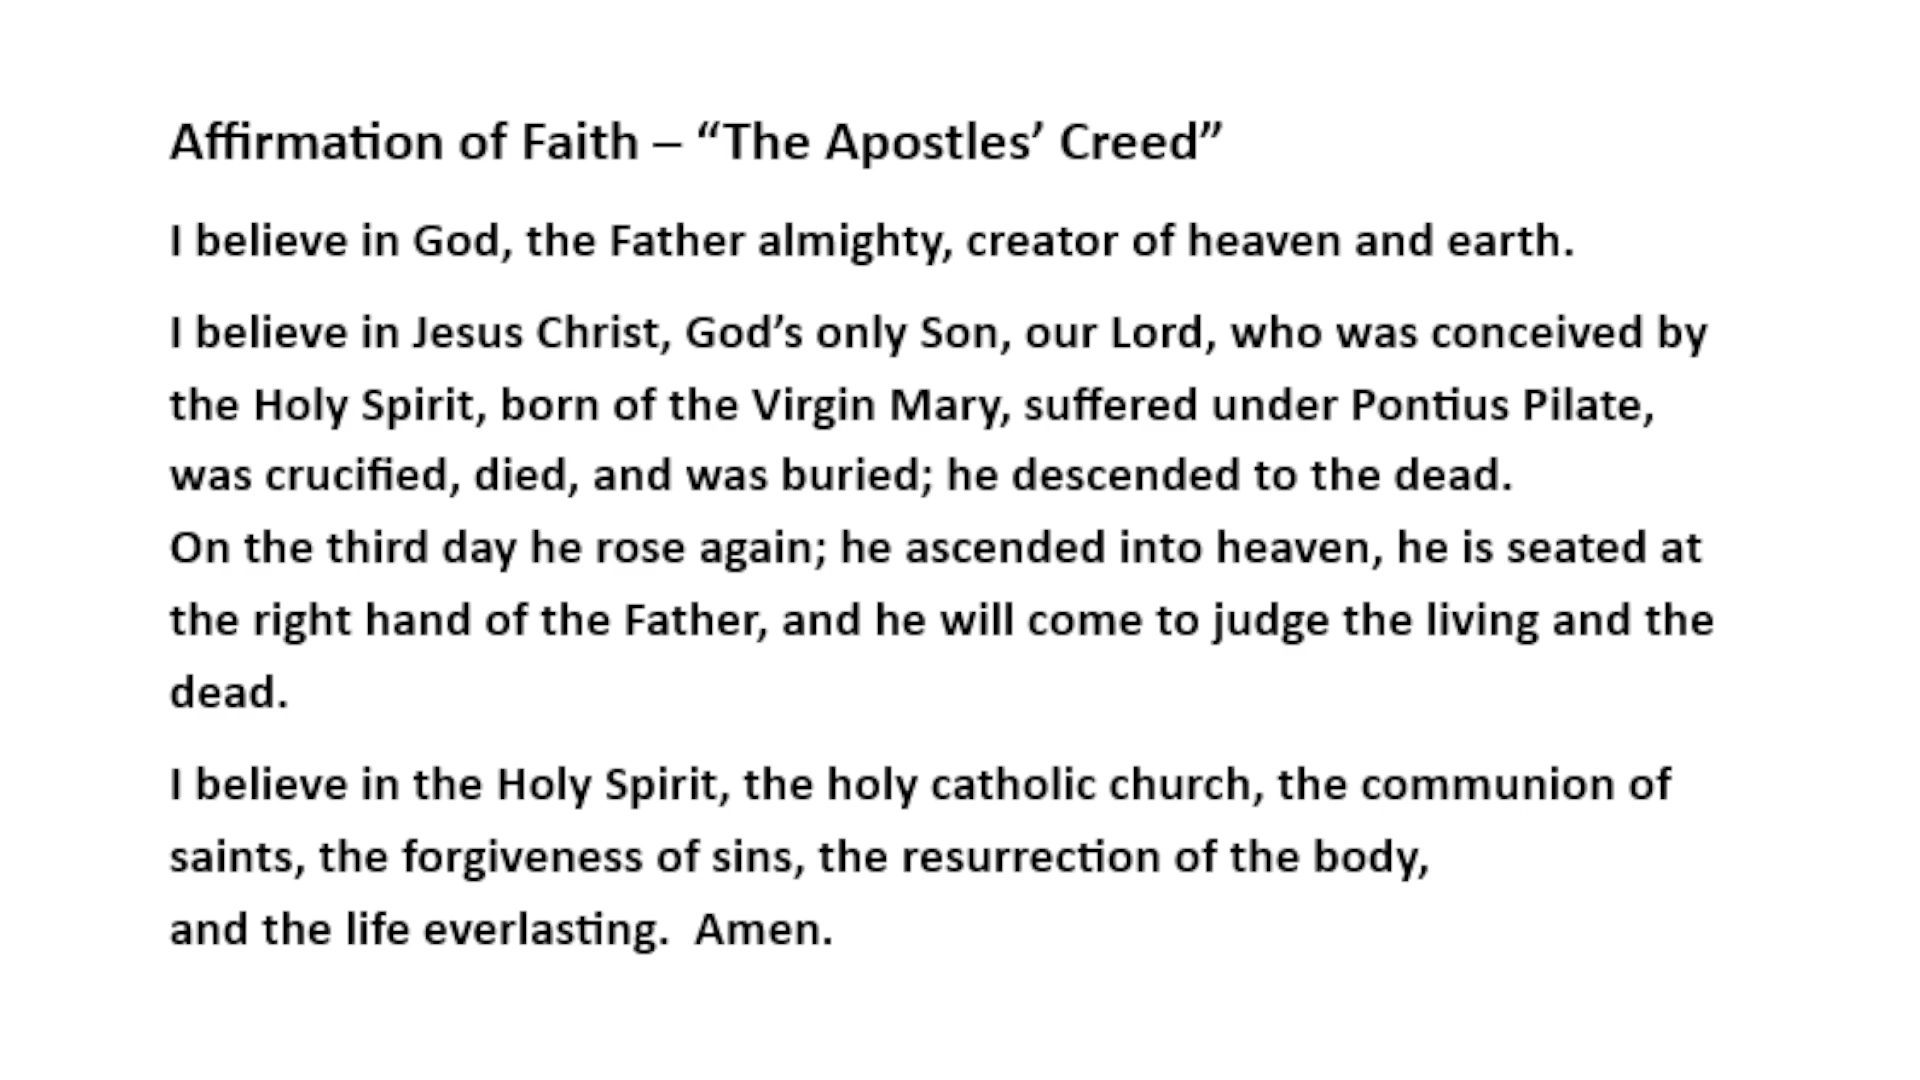 Affirmation of Faith – “The Apostles’ Creed”
I believe in God, the Father almighty, creator of heaven and earth.
I believe in Jesus Christ, God’s only Son, our Lord, who was conceived by
the Holy Spirit, born of the Virgin Mary, suffered under Pontius Pilate,
was crucified, died, and was buried; he descended to the dead.
On the third day he rose again; he ascended into heaven, he is seated at
the right hand of the Father, and he will come to judge the living and the
dead.
I believe in the Holy Spirit, the holy catholic church, the communion of
saints, the forgiveness of sins, the resurrection of the body,
and the life everlasting.  Amen.